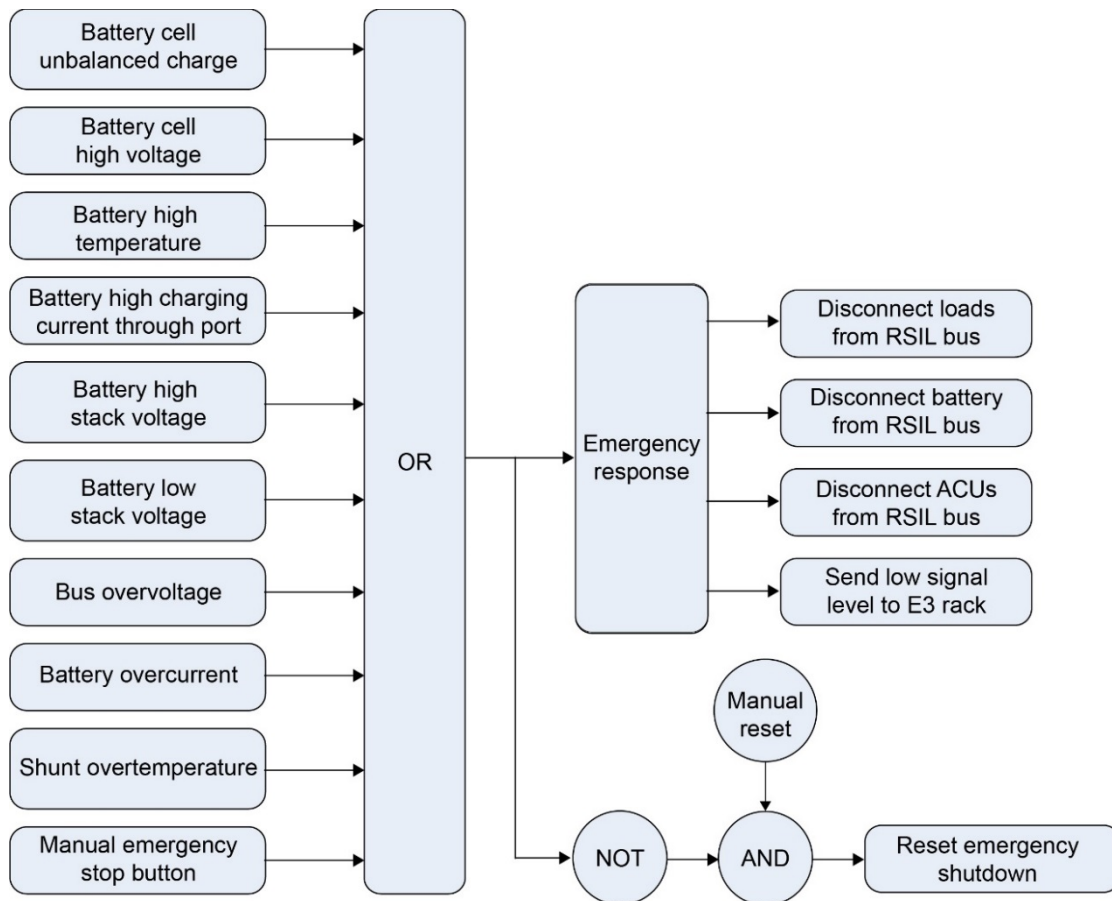 Battery cell
unbalanced charge
Battery cell
high voltage
Battery high
temperature
Battery high charging
current through port
Battery high
stack voltage
Battery low
stack voltage
Bus overvoltage
Battery overcurrent
Shunt overtemperature
Manual emergency
stop button
OR
Emergency
response
Disconnect loads
from RSIL bus
Disconnect battery
from RSIL bus
Disconnect ACUs
from RSIL bus
Send low signal
level to E3 rack
Manual
reset
NOT
AND
Reset emergency
shutdown